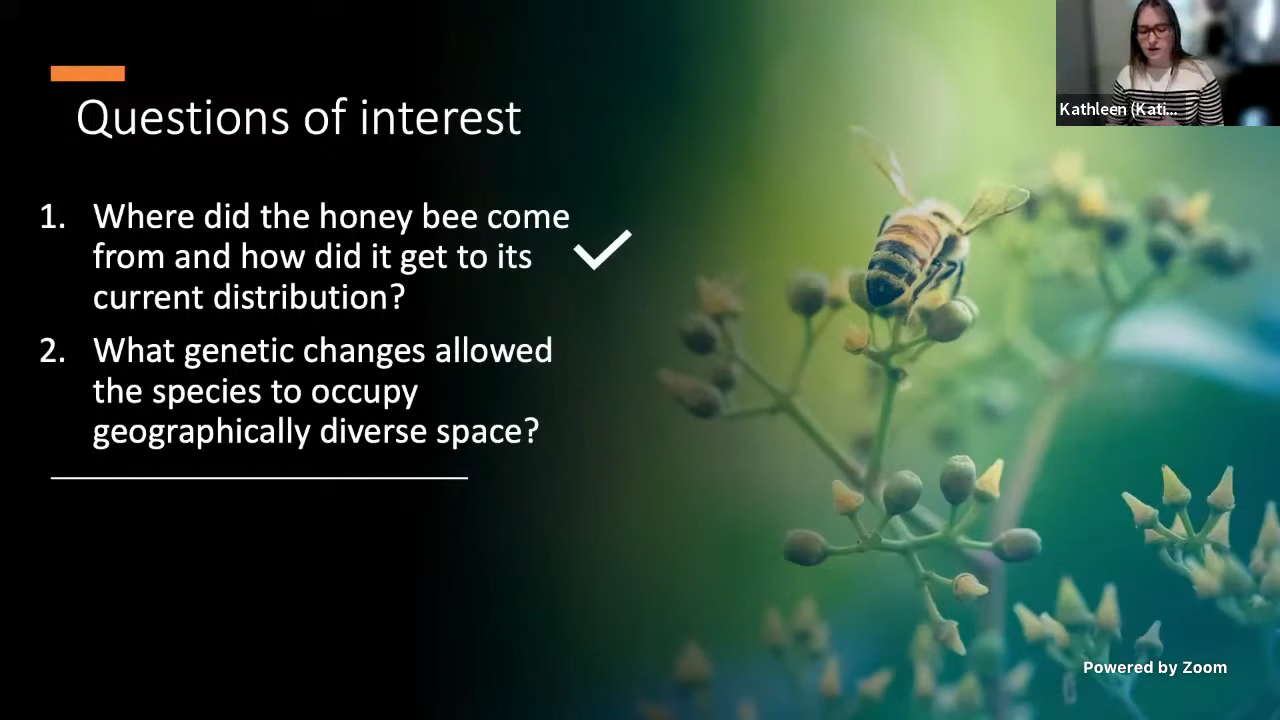 Questions of interest
1. Where did the honey bee come
from and how did it get to its
current distribution?
2. What genetic changes allowed
the species to occupy
geographically diverse space?
Kathleen (Kati...
Powered by Zoom